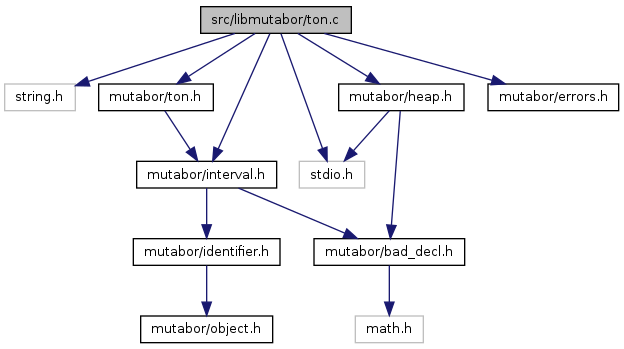 src/libmutabor/ton.c
string.h
mutabor/ton.h
mutabor/heap.h
mutabor/errors.h
mutabor/interval.h
stdio.h
mutabor/identifier.h
mutabor/bad_decl.h
mutabor/object.h
math.h